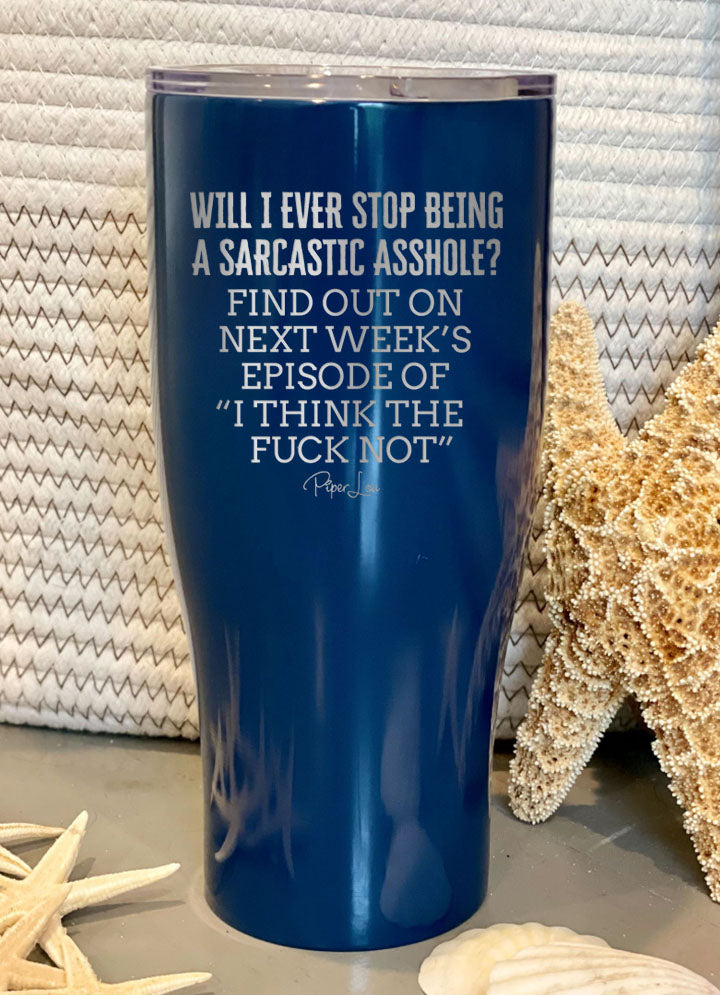 WILL I EVER STOP BEING
A SARCASTIC ASSHOLE?
FIND OUT ON
NEXT WEEK’S
EPISODE OF
“I THINK THE
FUCK NOT”
Piper Lou